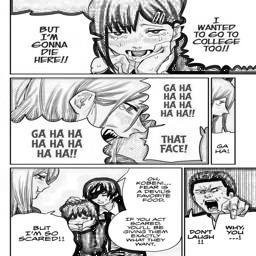 I
WANTED
TO GO TO
COLLEGE
TOO!!
BUT
I'M
GONNA
DIE
HERE!!
GA
HA!
GA HA
HA HA
HA HA
HA!!
THAT
FACE!
GA HA HA
HA HA HA
HA HA!!
WHY,
YOU
...!
DON'T
LAUGH
!!
OH,
KOBENI...
FEAR IS
A DEVIL'S
FAVORITE
FOOD.
IF YOU ACT
SCARED,
YOU'LL BE
GIVING THEM
EXACTLY
WHAT
THEY WANT.
BUT
I'M SO
SCARED!!